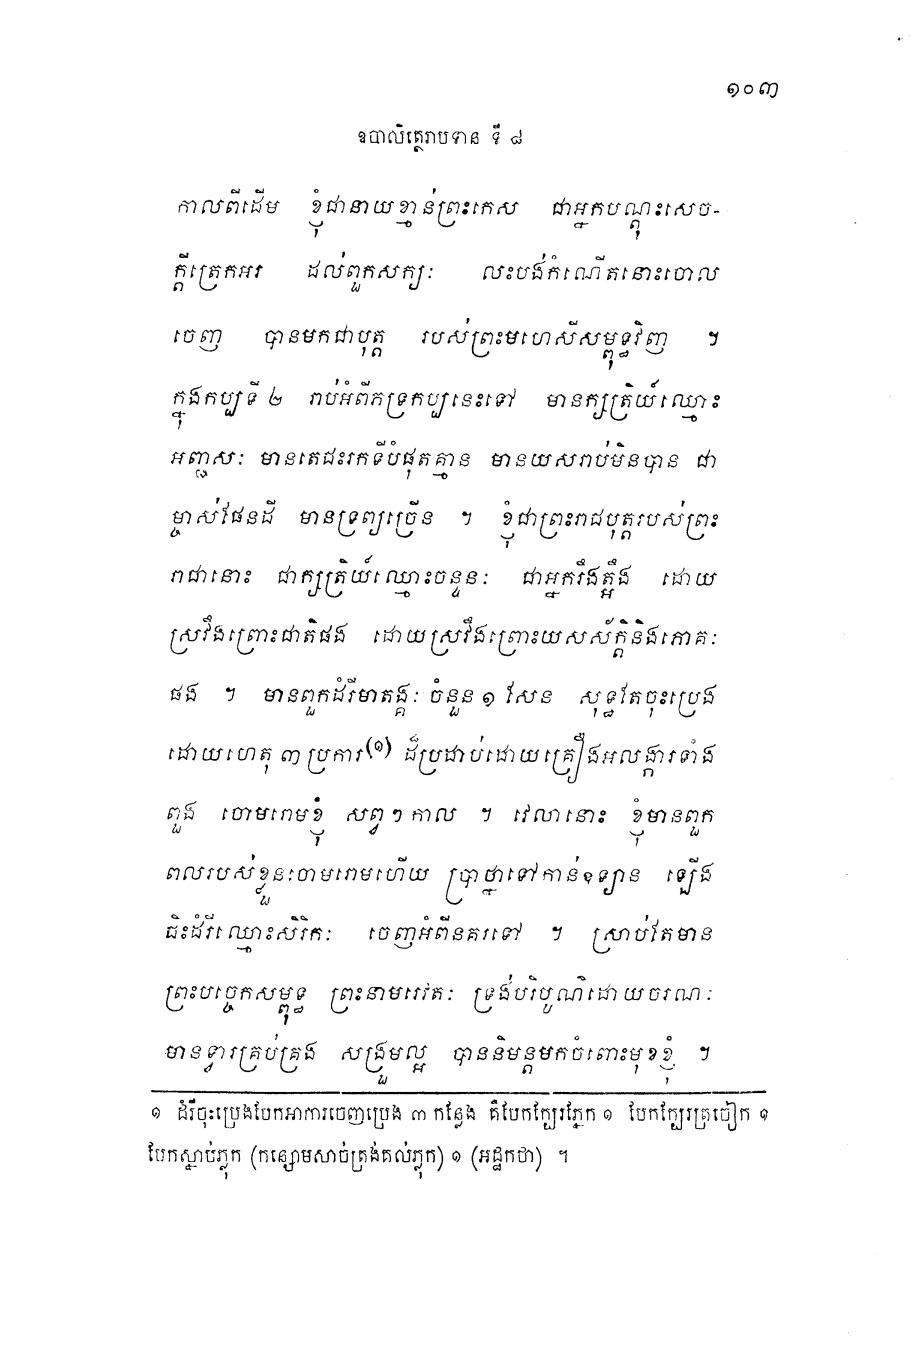 ១០៣
ឧបាលិត្ថេរាបទាន ទី ៨
កាលពីដើម ខ្ញុំជានាយខ្មាន់ព្រះកេស ជាអ្នកបណ្តុះសេច-
ក្តីត្រេកអរ ដល់ពួកសក្យៈ លះបង់កំណើតនោះចោល
ចេញ បានមកជាបុត្ត របស់ព្រះមហេសីសម្ពុទ្ធវិញ ។
ក្នុងកប្បទី ២ រាប់អំពីភទ្រកប្បនេះទៅ មានក្សត្រិយ៍ឈ្មោះ
អញ្ជសៈ មានតេជះរកទីបំផុតគ្មាន មានយសរាប់មិនបាន ជា
ម្ចាស់ផែនដី មានទ្រព្យច្រើន ។ ខ្ញុំជាព្រះរាជបុត្តរបស់ព្រះ
រាជានោះ ជាក្សត្រិយ៍ឈ្មោះចន្ទនៈ ជាអ្នករឹងត្អឹង ដោយ
ស្រវឹងព្រោះជាតិផង ដោយស្រវឹងព្រោះយសស័ក្តិនិងភោគៈ
ផង ។ មានពួកដំរីមាតង្គៈ ចំនួន ១ សែន សុទ្ធតែចុះប្រេង
ដោយហេតុ ៣ ប្រការ(១) ដ៏ប្រដាប់ដោយគ្រឿងអលង្ការទាំង
ពួង ចោមរោមខ្ញុំ សព្វៗកាល ។ វេលានោះ ខ្ញុំមានពួក
ពលរបស់ខ្លួនចោមរោមហើយ ប្រាថ្នាទៅកាន់ឧទ្យាន ឡើង
ជិះដំរីឈ្មោះសិរិកៈ ចេញអំពីនគរទៅ ។ ស្រាប់តែមាន
ព្រះបច្ចេកសម្ពុទ្ធ ព្រះនាមរេវតៈ ទ្រង់បរិបូណ៌ដោយចរណៈ
មានទ្វារគ្រប់គ្រង សង្រួមល្អ បាននិមន្តមកចំពោះមុខខ្ញុំ ។
១ ដំរីចុះប្រេងបែកអាការចេញប្រេង ៣ កន្លែង គឺបែកក្បែរភ្នែក ១ បែកក្បែរត្រចៀក ១
បែកស្នាប់ភ្លុក (កន្សោមសាច់ត្រង់គល់ភ្លុក) ១ (អដ្ឋកថា) ។